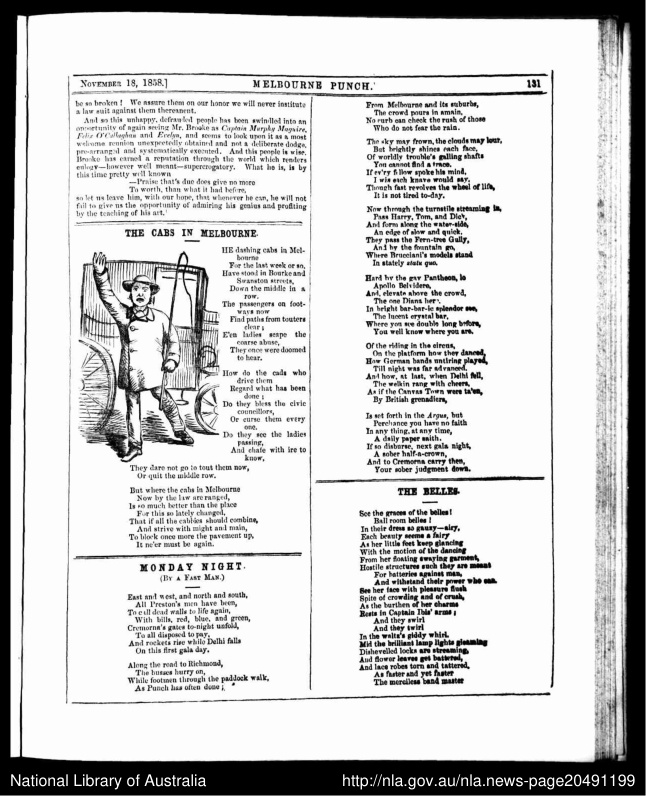 NOVEMBER 18, 1858.]
MELBOURNE PUNCH.
131
be so broken! We assure them on our honor we will never institute
a law suit against them thereanent.
And so this unhappy, defrauded people has been swindled into an
opportunity of again seeing Mr. Brooke as Captain Murphy Maguire,
Felix O'Callaghan and Evelyn, and seems to look upon it as a most
welcome reunion unexpectedly obtained and not a deliberate dodge,
pre-arranged and systematically executed. And this people is wise.
Brooke has earned a reputation through the world which renders
eulogy—however well meant—supererogatory. What he is, is by
this time pretty well known
—Praise that's due does give no more
To worth, than what it had before,
so let us leave him, with our hope, that whenever he can, he will not
fail to give us the opportunity of admiring his genius and profiting
by the teaching of his art.
THE CABS IN MELBOURNE.
HE dashing cabs in Mel-
bourne
For the last week or so,
Have stood in Bourke and
Swanston streets,
Down the middle in a
row.
The passengers on foot-
ways now
Find paths from touters
clear;
E'en ladies scape the
coarse abuse,
They once were doomed
to hear.
How do the cads who
drive them
Regard what has been
done;
Do they bless the civic
councillors,
Or curse them every
one.
Do they see the ladies
passing,
And chafe with ire to
know,
They dare not go to tout them now,
Or quit the middle row.
But where the cabs in Melbourne
Now by the law are ranged,
Is so much better than the place
For this so lately changed,
That if all the cabbies should combine,
And strive with might and main,
To block once more the pavement up,
It ne'er must be again.
MONDAY NIGHT.
(BY A FAST MAN.)
East and west, and north and south,
All Preston's men have been,
To call dead walls to life again,
With bills, red, blue, and green,
Cremorna's gates to-night unfold,
To all disposed to pay,
And rockets rise while Delhi falls
On this first gala day.
Along the road to Richmond,
The busses hurry on,
While footmen through the paddock walk,
As Punch has often done;
From Melbourne and its suburbs,
The crowd pours in amain,
No curb can check the rush of those
Who do not fear the rain.
The sky may frown, the clouds may lour,
But brightly shines each face,
Of worldly trouble's galling shafts
You cannot find a trace.
If ev'ry fellow spoke his mind,
I wis each knave would say,
Though fast revolves the wheel of life,
It is not tired to-day.
Now through the turnstile streaming in,
Pass Harry, Tom, and Dick,
And form along the water-side,
An edge of slow and quick.
They pass the Fern-tree Gully,
And by the fountain go,
Where Brucciani's models stand
In stately statu quo.
Hard by the gay Pantheon, lo
Apollo Belvidere,
And, elevate above the crowd,
The one Diana here.
In bright bar-bar-ic splendor see,
The lucent crystal bar,
Where you see double long before,
You well know where you are.
Of the riding in the circus,
On the platform how they danced,
How German bands untiring played,
Till night was far advanced.
And how, at last, when Delhi fell,
The welkin rang with cheers,
As if the Canvas Town were ta'en,
By British grenadiers,
Is set forth in the Argus, but
Perchance you have no faith
In any thing, at any time,
A daily paper saith.
If so disburse, next gala night,
A sober half-a-crown,
And to Cremorna carry then,
Your sober judgment down.
THE BELLES.
See the graces of the belles!
Ball room belles!
In their dress so gauzy—airy,
Each beauty seems a fairy
As her little feet keep glancing
With the motion of the dancing
From her floating swaying garment,
Hostile structures such they are meant
For batteries against man,
And withstand their power who can.
See her face with pleasure flush
Spite of crowding and of crush,
As the burthen of her charms
Rests in Captain Ibis' arms;
And they swirl
And they twirl
In the waltz's giddy whirl.
Mid the brilliant lamp lights gleaming
Dishevelled locks are streaming,
And flower leaves get battered,
And lace robes torn and tattered,
As faster and yet faster
The merciless band master
National Library of Australia
http://nla.gov.au/nla.news-page20491199